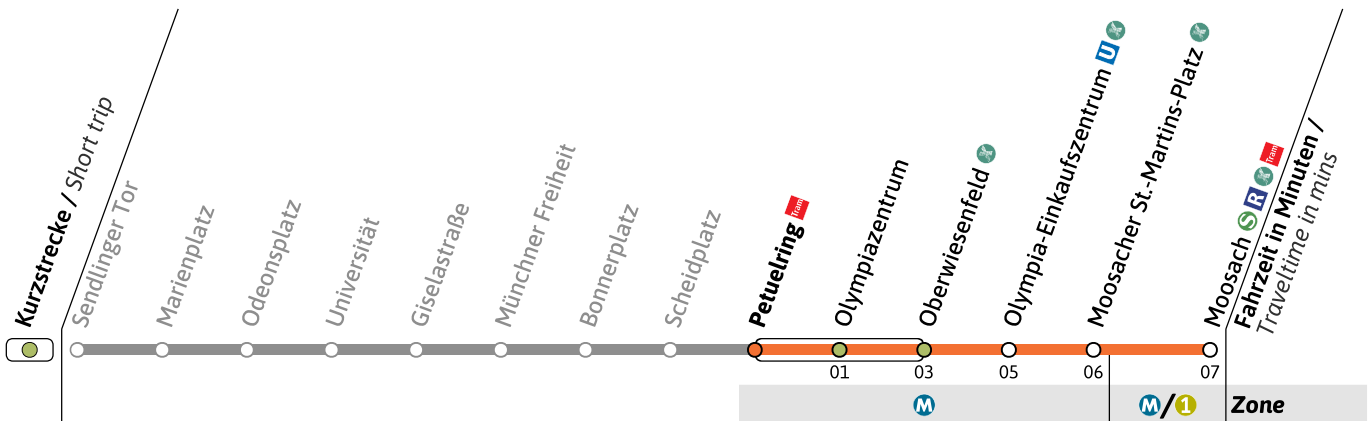 Kurzstrecke / Short trip
Sendlinger Tor
Marienplatz
Odeonsplatz
Universität
Giselastraße
Münchner Freiheit
Bonnerplatz
Scheidplatz
Petuelring Tram
Olympiazentrum
Oberwiesenfeld
Olympia-Einkaufszentrum U
Moosacher St.-Martins-Platz
Moosach S R Tram
Fahrzeit in Minuten /
Traveltime in mins
01 03 05 06 07
M M/1 Zone